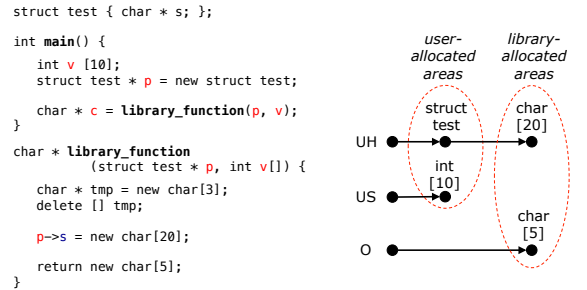 struct test { char * s; };
int main() {
int v [10];
struct test * p = new struct test;
char * c = library_function(p, v);
}
char * library_function
(struct test * p, int v[]) {
char * tmp = new char[3];
delete [] tmp;
p−>s = new char[20];
return new char[5];
}
user-
allocated
areas
library-
allocated
areas
struct
test
char
[20]
UH
int
[10]
US
char
[5]
O